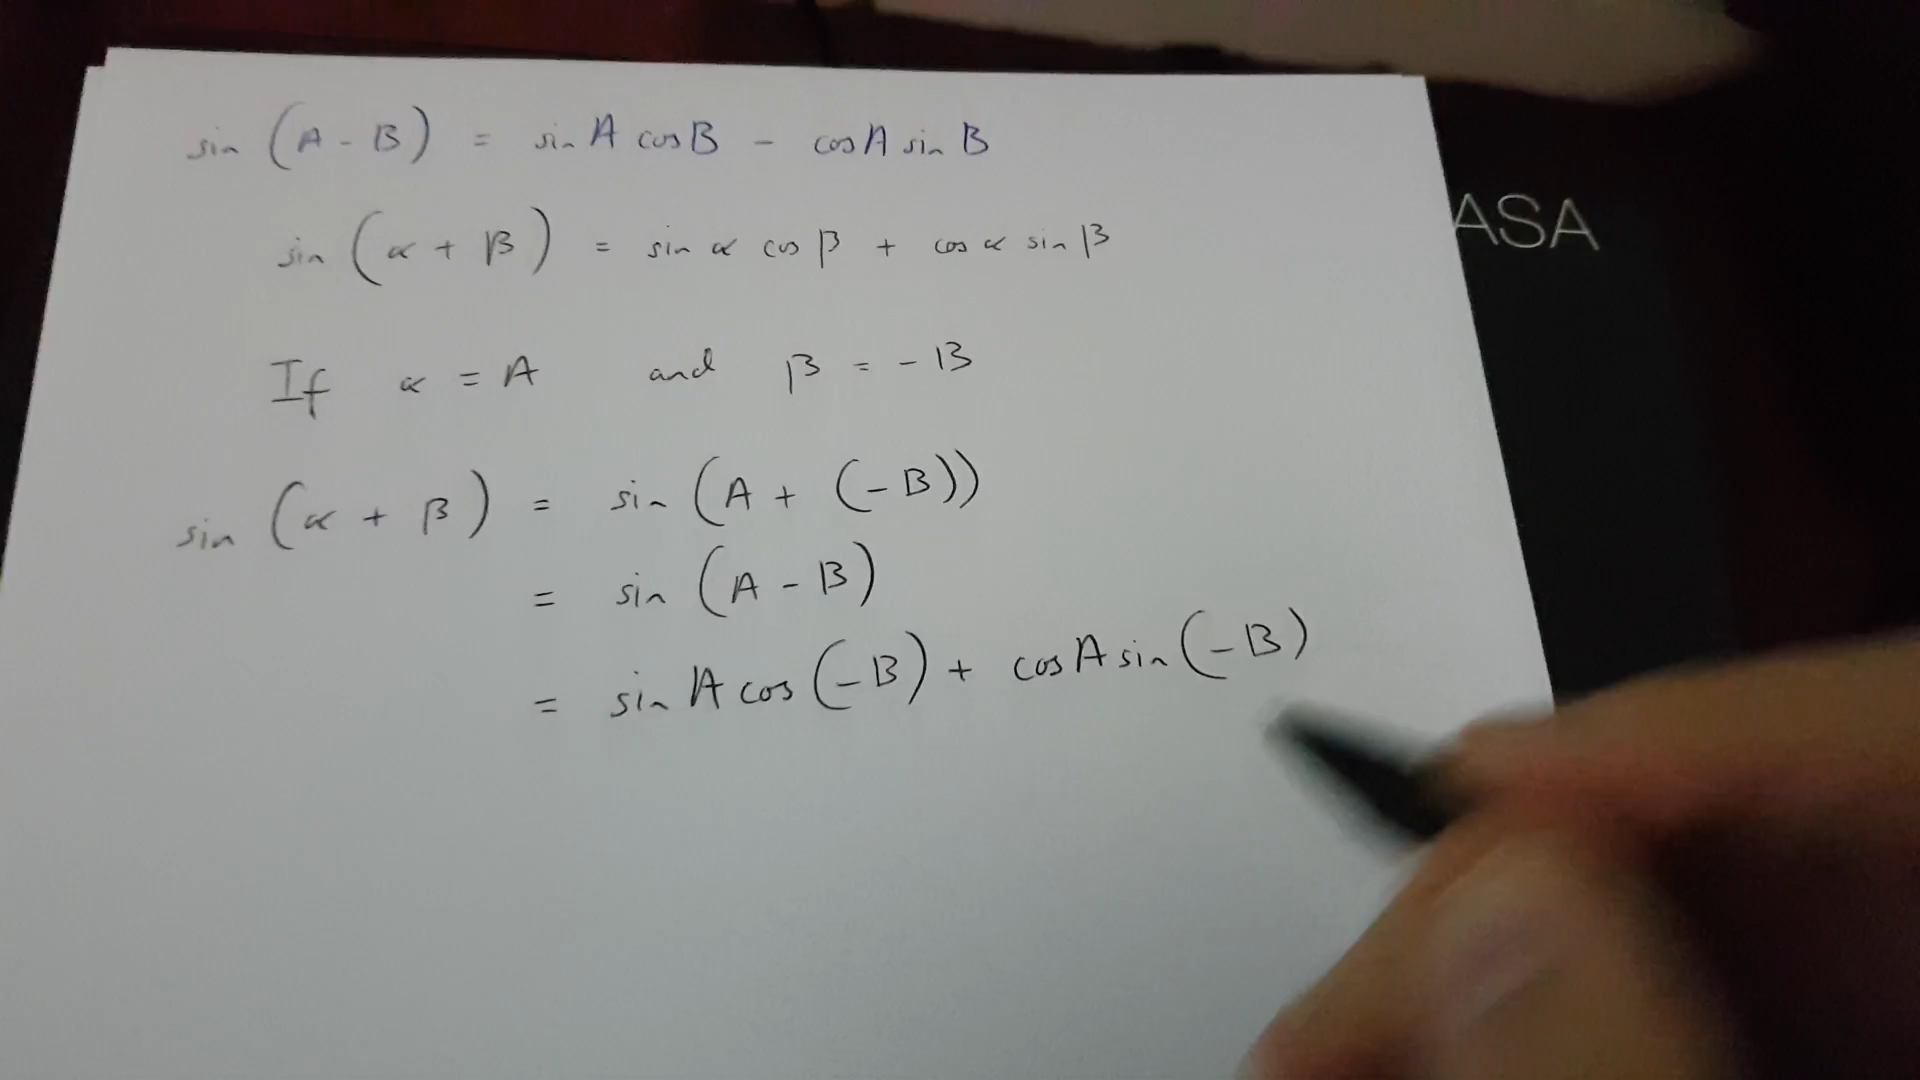 sin (A - B) = sin A cos B - cos A sin B
sin (α + β) = sin α cos β + cos α sin β
ASA
If α = A and β = - B
sin (α + β) = sin (A + (- B))
= sin (A - B)
= sin A cos (- B) + cos A sin (- B)